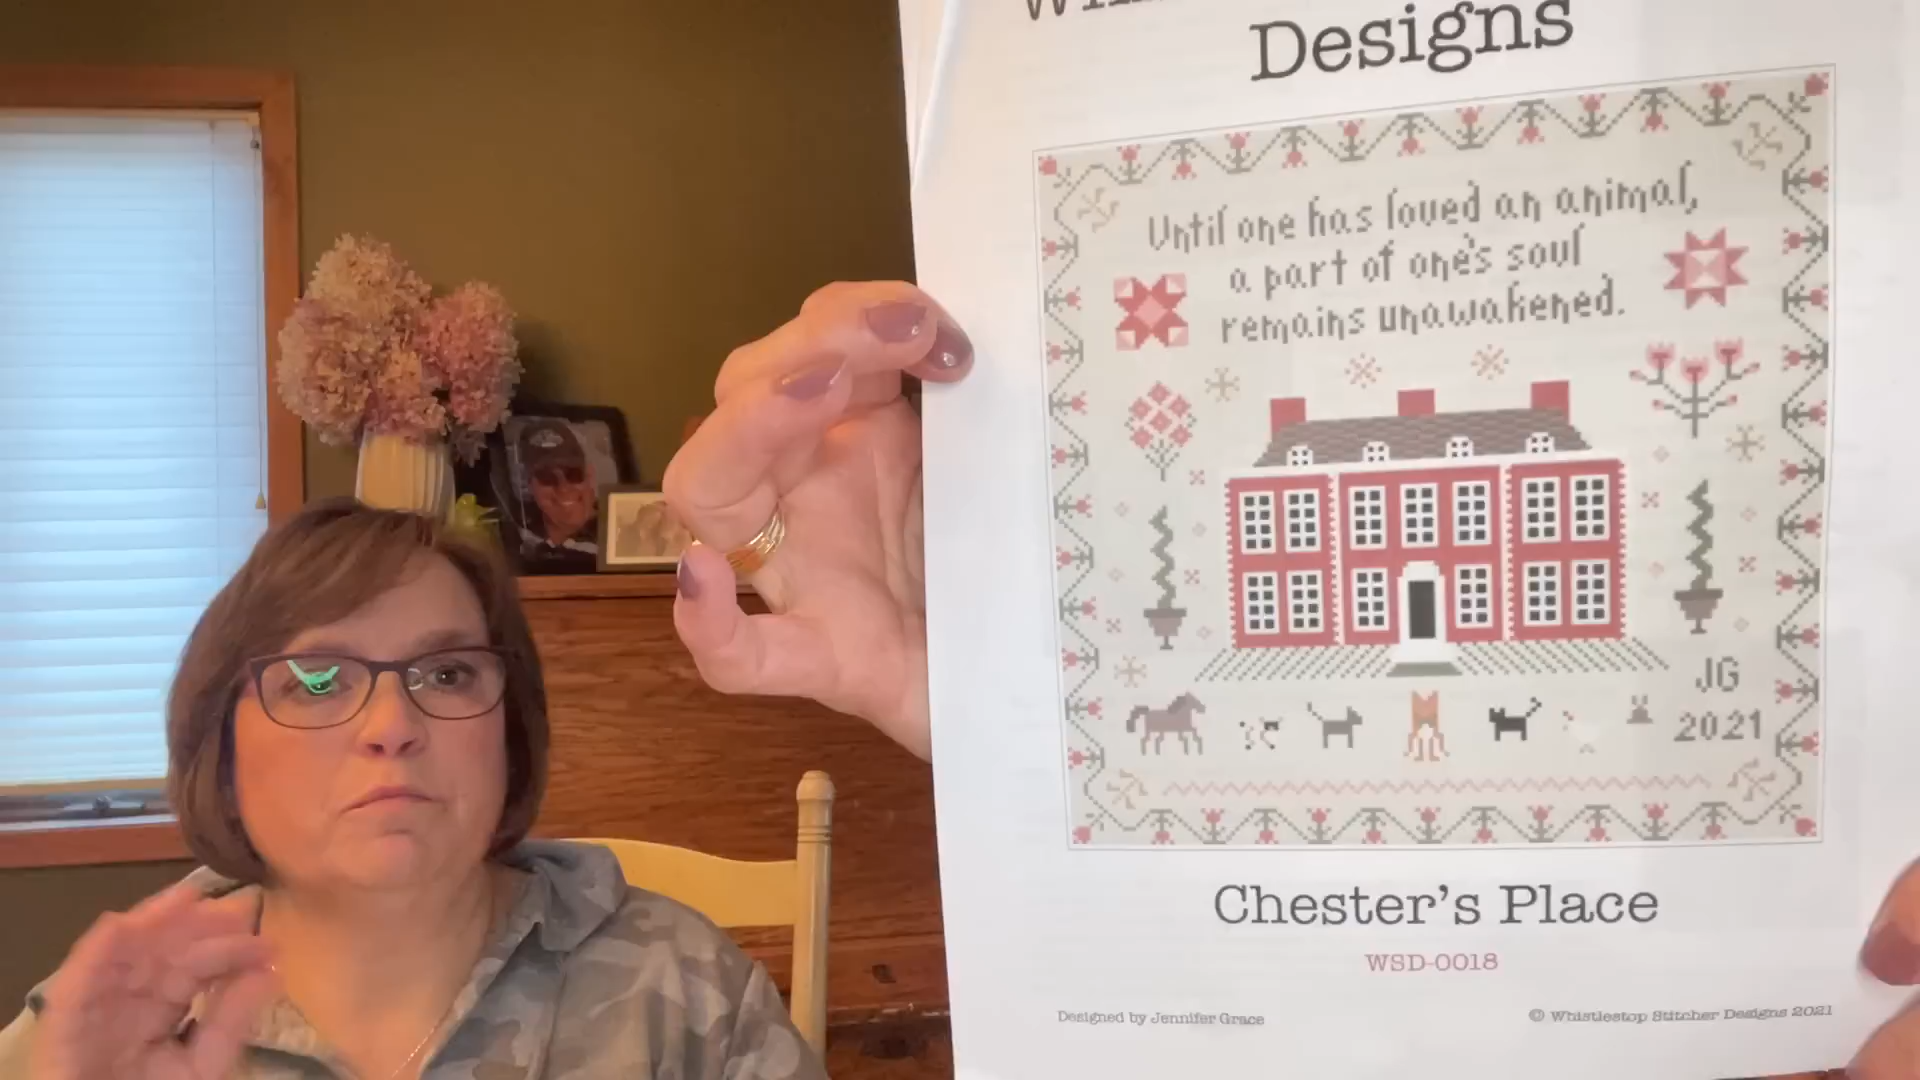 Designs
Until one has loved an animal,
a part of one's soul
remains unawakened.
JG
2021
Chester's Place
WSD-0018
Designed by Jennifer Grace
© Whistlestop Stitcher Designs 2021